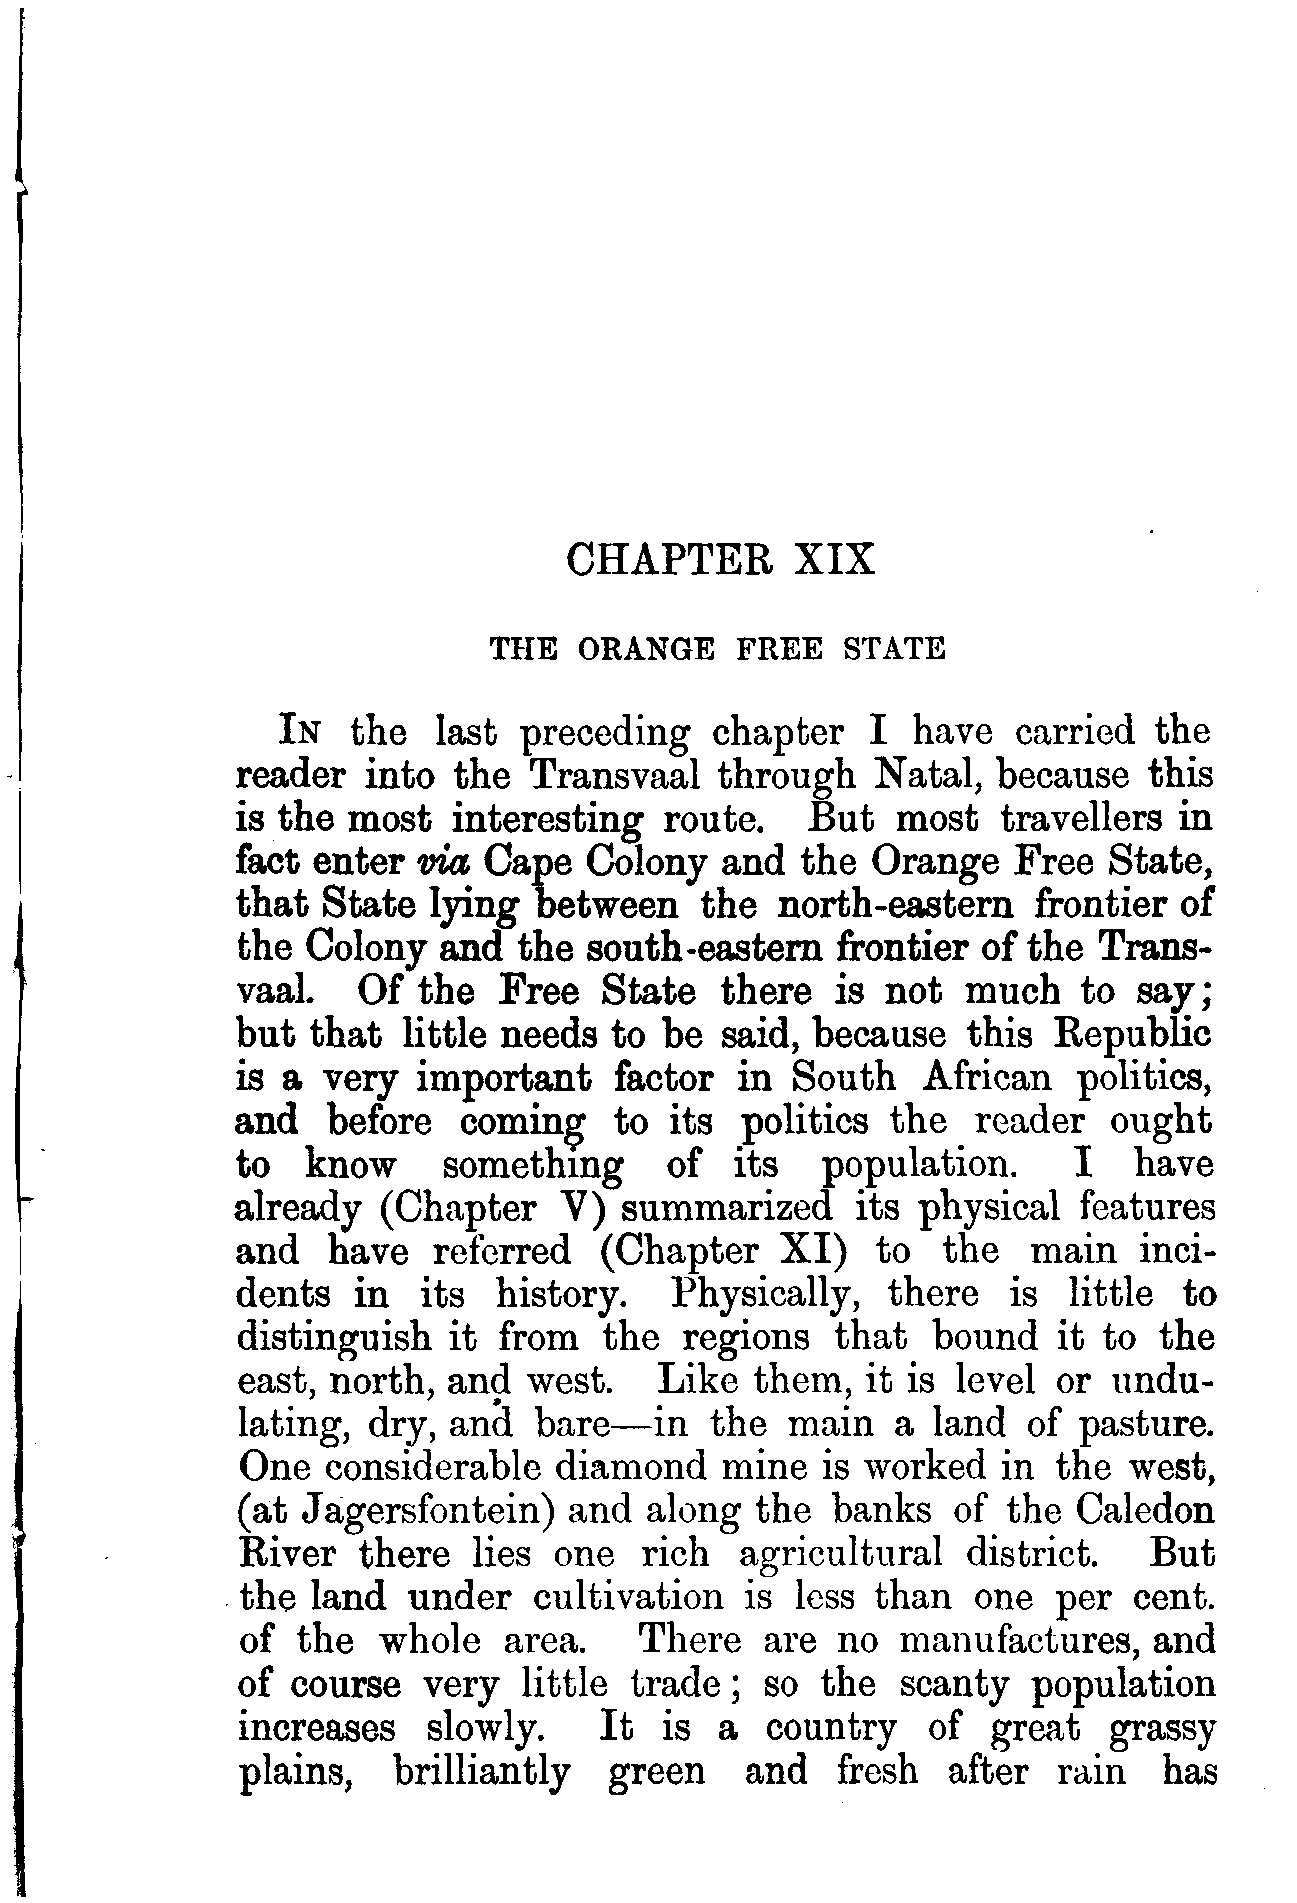 CHAPTER XIX
THE ORANGE FREE STATE
IN the last preceding chapter I have carried the
reader into the Transvaal through Natal, because this
is the most interesting route. But most travellers in
fact enter via Cape Colony and the Orange Free State,
that State lying between the north-eastern frontier of
the Colony and the south-eastern frontier of the Trans-
vaal. Of the Free State there is not much to say;
but that little needs to be said, because this Republic
is a very important factor in South African politics,
and before coming to its politics the reader ought
to know something of its population. I have
already (Chapter V) summarized its physical features
and have referred (Chapter XI) to the main inci-
dents in its history. Physically, there is little to
distinguish it from the regions that bound it to the
east, north, and west. Like them, it is level or undu-
lating, dry, and bare—in the main a land of pasture.
One considerable diamond mine is worked in the west,
(at Jagersfontein) and along the banks of the Caledon
River there lies one rich agricultural district. But
the land under cultivation is less than one per cent.
of the whole area. There are no manufactures, and
of course very little trade; so the scanty population
increases slowly. It is a country of great grassy
plains, brilliantly green and fresh after rain has